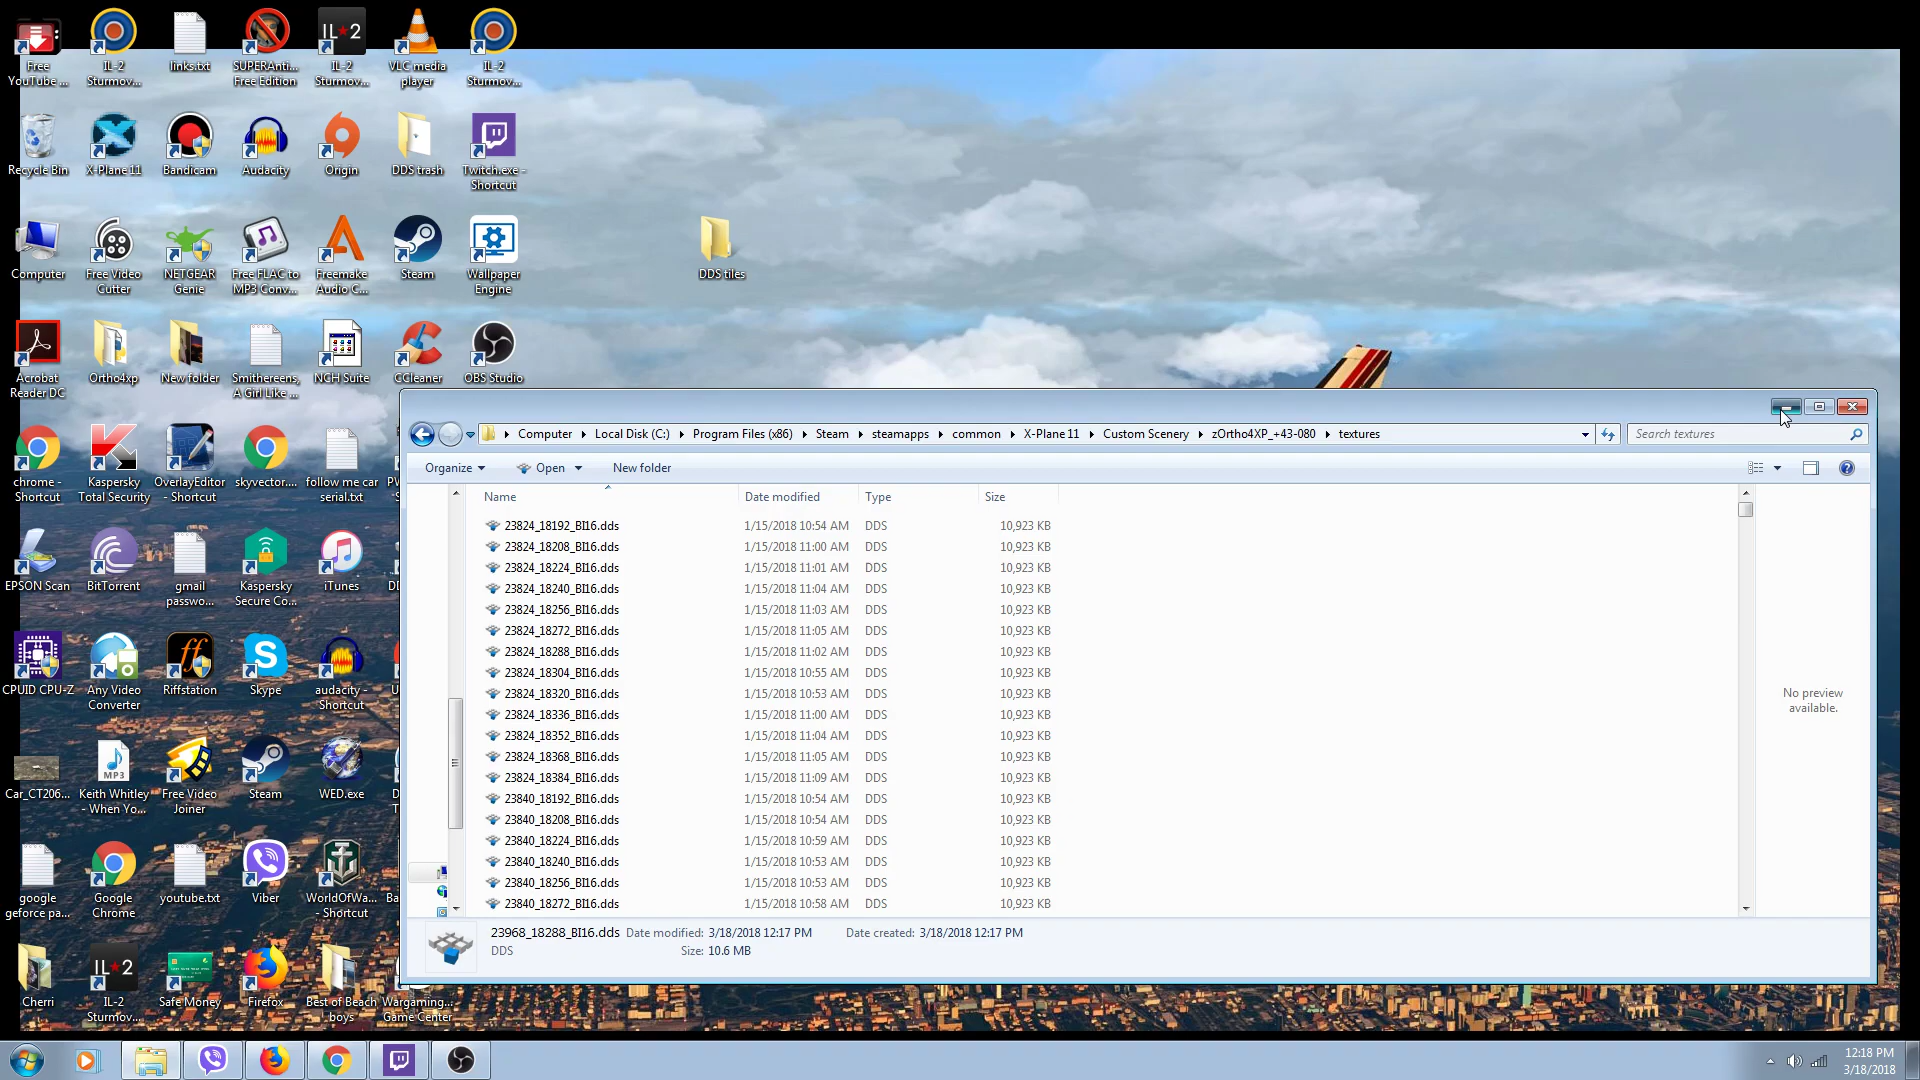 Free YouTube ...
IL-2 Sturmov...
links.txt
SUPERAnti... Free Edition
IL★2
IL-2 Sturmov...
VLC media player
IL-2 Sturmov...
Recycle Bin
X-Plane 11
Bandicam
Audacity
Origin
DDS trash
Twitch.exe - Shortcut
Computer
Free Video Cutter
NETGEAR Genie
Free FLAC to MP3 Conv...
Freemake Audio C...
Steam
Wallpaper Engine
DDS tiles
Acrobat Reader DC
Ortho4xp
New folder
Smithereens, A Girl Like ...
NCH Suite
CCleaner
OBS Studio
chrome - Shortcut
Kaspersky Total Security
OverlayEditor - Shortcut
skyvector....
follow me car serial.txt
EPSON Scan
BitTorrent
gmail passwo...
Kaspersky Secure Co...
iTunes
CPUID CPU-Z
Any Video Converter
ff
Riffstation
Skype
audacity - Shortcut
Car_CT206...
MP3
Keith Whitley - When Yo...
Free Video Joiner
Steam
WED.exe
google geforce pa...
Google Chrome
youtube.txt
Viber
WorldOfWa... - Shortcut
Cherri
IL★2
IL-2 Sturmov...
Safe Money
Firefox
Best of Beach boys
Wargaming... Game Center
Computer
Local Disk (C:)
Program Files (x86)
Steam
steamapps
common
X-Plane 11
Custom Scenery
zOrtho4XP_+43-080
textures
Search textures
Organize
Open
New folder
Name Date modified Type Size
23824_18192_BI16.dds 1/15/2018 10:54 AM DDS 10,923 KB
23824_18208_BI16.dds 1/15/2018 11:00 AM DDS 10,923 KB
23824_18224_BI16.dds 1/15/2018 11:01 AM DDS 10,923 KB
23824_18240_BI16.dds 1/15/2018 11:04 AM DDS 10,923 KB
23824_18256_BI16.dds 1/15/2018 11:03 AM DDS 10,923 KB
23824_18272_BI16.dds 1/15/2018 11:05 AM DDS 10,923 KB
23824_18288_BI16.dds 1/15/2018 11:02 AM DDS 10,923 KB
23824_18304_BI16.dds 1/15/2018 10:55 AM DDS 10,923 KB
23824_18320_BI16.dds 1/15/2018 10:53 AM DDS 10,923 KB
23824_18336_BI16.dds 1/15/2018 11:00 AM DDS 10,923 KB
23824_18352_BI16.dds 1/15/2018 11:04 AM DDS 10,923 KB
23824_18368_BI16.dds 1/15/2018 11:05 AM DDS 10,923 KB
23824_18384_BI16.dds 1/15/2018 11:09 AM DDS 10,923 KB
23840_18192_BI16.dds 1/15/2018 10:54 AM DDS 10,923 KB
23840_18208_BI16.dds 1/15/2018 10:54 AM DDS 10,923 KB
23840_18224_BI16.dds 1/15/2018 10:59 AM DDS 10,923 KB
23840_18240_BI16.dds 1/15/2018 10:53 AM DDS 10,923 KB
23840_18256_BI16.dds 1/15/2018 10:53 AM DDS 10,923 KB
23840_18272_BI16.dds 1/15/2018 10:58 AM DDS 10,923 KB
No preview available.
23968_18288_BI16.dds Date modified: 3/18/2018 12:17 PM Date created: 3/18/2018 12:17 PM
DDS Size: 10.6 MB
12:18 PM
3/18/2018